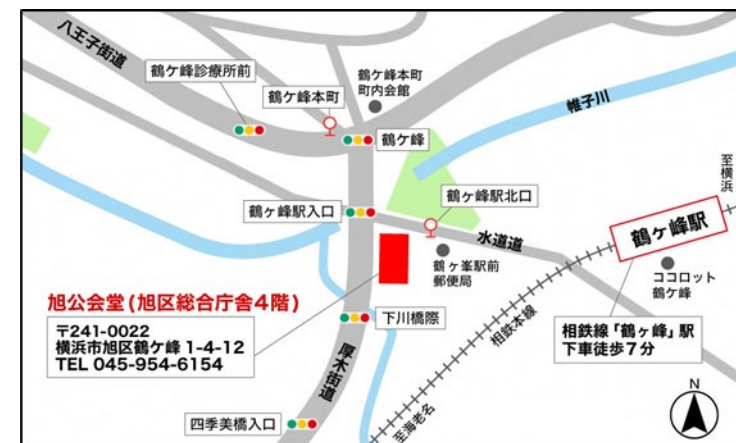 八王子街道
鶴ケ峰診療所前
鶴ケ峰本町
鶴ケ峰本町
町内会館
鶴ケ峰
帷子川
至横浜
鶴ヶ峰駅入口
鶴ヶ峰駅北口
水道道
鶴ヶ峰駅
鶴ヶ峯駅前
郵便局
ココロット
鶴ケ峰
旭公会堂(旭区総合庁舎4階)
〒241-0022
横浜市旭区鶴ケ峰 1-4-12
TEL 045-954-6154
下川橋際
相鉄本線
相鉄線「鶴ヶ峰」駅
下車徒歩7分
厚木街道
四季美橋入口
至海老名
N